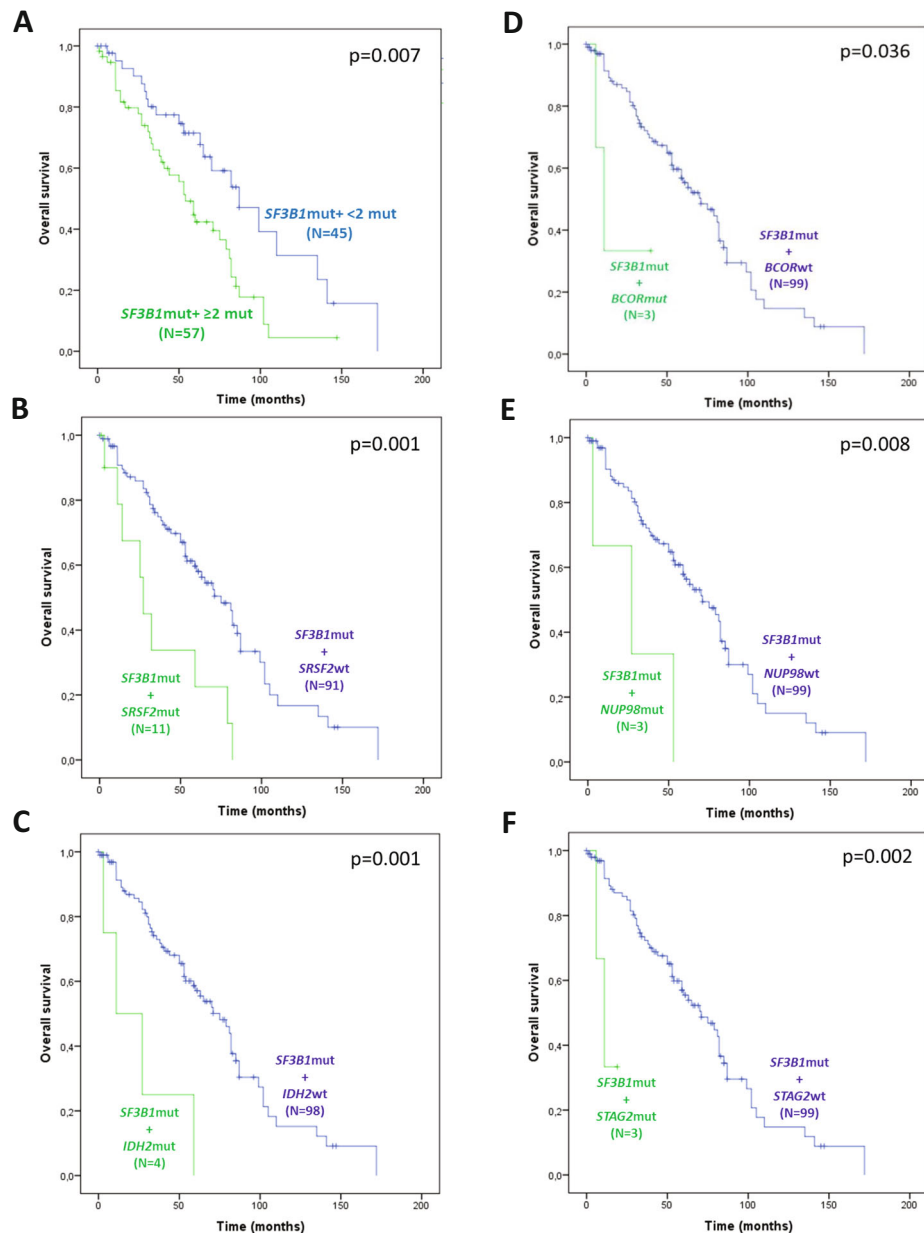 A
p=0.007
Overall survival
1,0
0,8
0,6
0,4
0,2
0,0
SF3B1mut+ <2 mut
(N=45)
SF3B1mut+ ≥2 mut
(N=57)
0 50 100 150 200
Time (months)
B
p=0.001
Overall survival
1,0
0,8
0,6
0,4
0,2
0,0
SF3B1mut
+
SRSF2wt
(N=91)
SF3B1mut
+
SRSF2mut
(N=11)
0 50 100 150 200
Time (months)
C
p=0.001
Overall survival
1,0
0,8
0,6
0,4
0,2
0,0
SF3B1mut
+
IDH2wt
(N=98)
SF3B1mut
+
IDH2mut
(N=4)
0 50 100 150 200
Time (months)
D
p=0.036
Overall survival
1,0
0,8
0,6
0,4
0,2
0,0
SF3B1mut
+
BCORwt
(N=99)
SF3B1mut
+
BCORmut
(N=3)
0 50 100 150 200
Time (months)
E
p=0.008
Overall survival
1,0
0,8
0,6
0,4
0,2
0,0
SF3B1mut
+
NUP98wt
(N=99)
SF3B1mut
+
NUP98mut
(N=3)
0 50 100 150 200
Time (months)
F
p=0.002
Overall survival
1,0
0,8
0,6
0,4
0,2
0,0
SF3B1mut
+
STAG2wt
(N=99)
SF3B1mut
+
STAG2mut
(N=3)
0 50 100 150 200
Time (months)